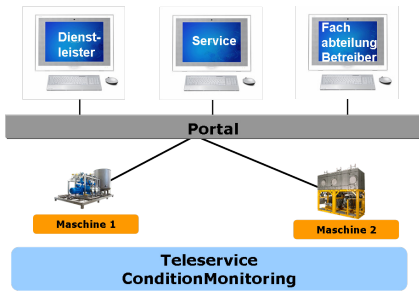 Dienst-
leister
Service
Fach
abteilung
Betreiber
Portal
Maschine 1
Maschine 2
Teleservice
ConditionMonitoring